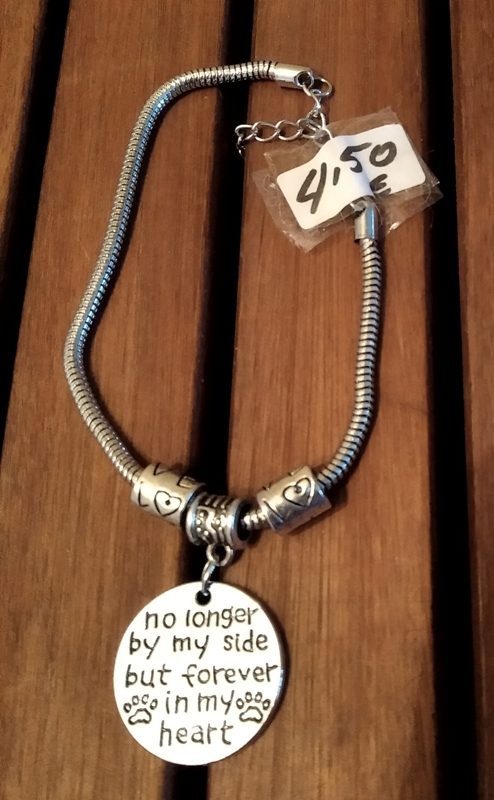 4,50
€
no longer
by my side
but forever
in my
heart